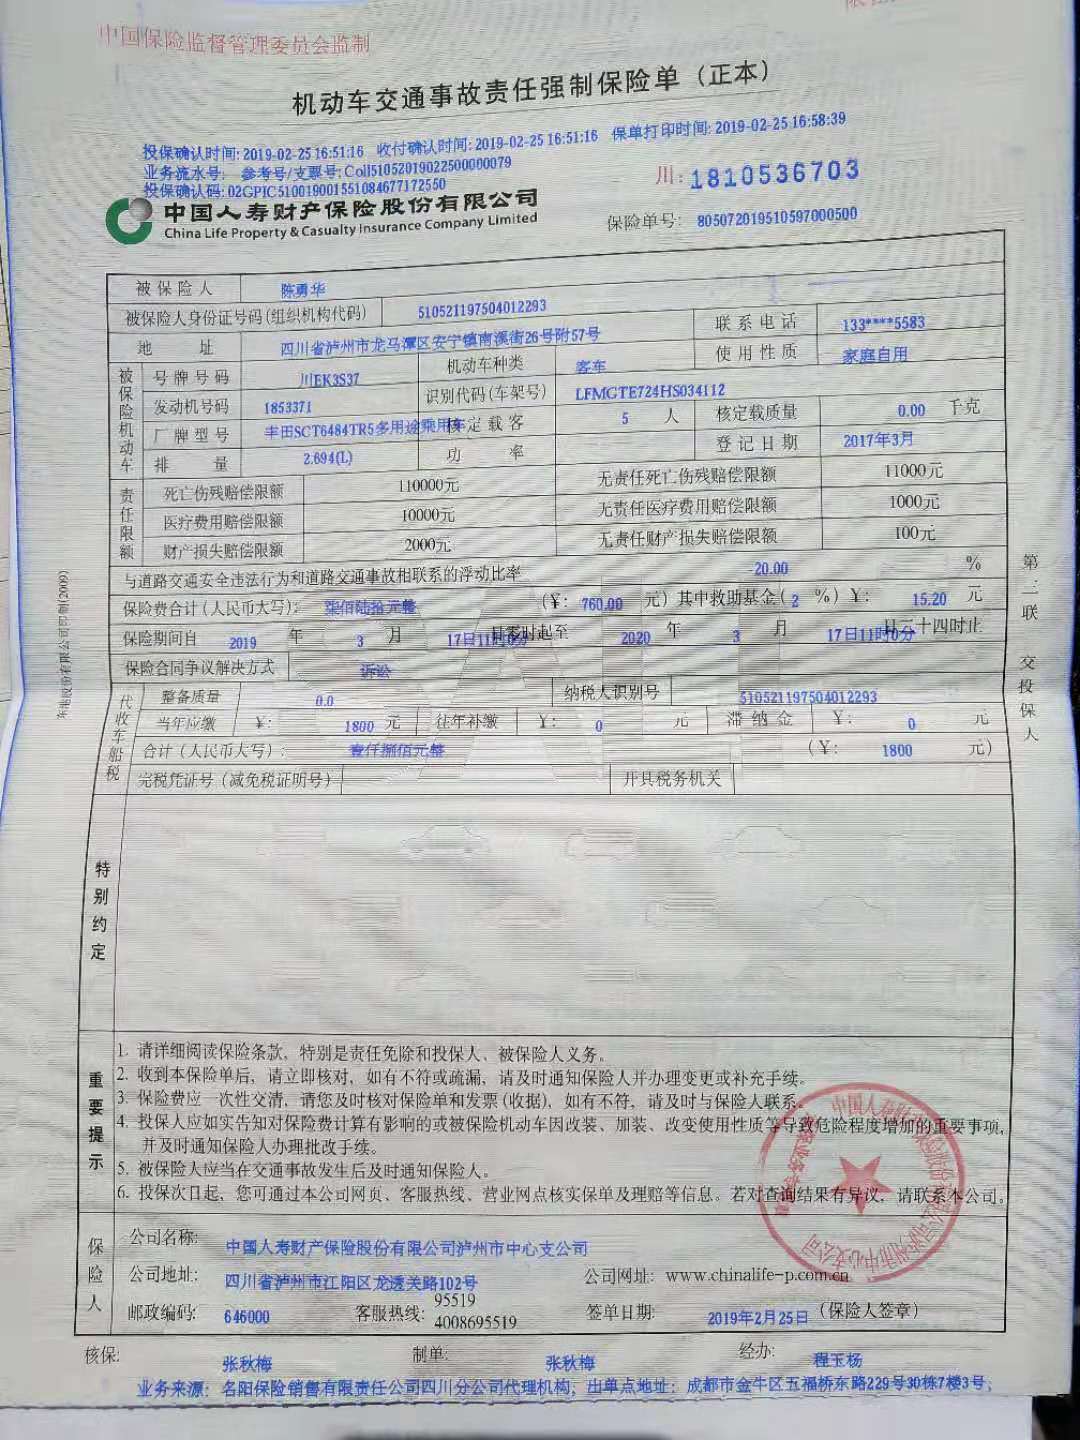 中国保险监督管理委员会监制
机动车交通事故责任强制保险单（正本）
投保确认时间: 2019-02-25 16:51:16 收付确认时间: 2019-02-25 16:51:16 保单打印时间: 2019-02-25 16:58:39
业务流水号: 参考号/支票号: Coll51052019022500000079
投保确认码: 02GPIC510019001551084677172550
川: 1810536703
中国人寿财产保险股份有限公司
China Life Property & Casualty Insurance Company Limited
保险单号: 805072019510597000500
被保险人 陈勇华
被保险人身份证号码(组织机构代码) 510521197504012293
地址 四川省泸州市龙马潭区安宁镇南溪街26号附57号 联系电话 133****5583
被保险机动车
号牌号码 川EK3S37 机动车种类 客车 使用性质 家庭自用
发动机号码 1853371 识别代码(车架号) LFMGTE724HS034112
厂牌型号 丰田SCT6484TR5多用途乘用车 核定载客 5 人 核定载质量 0.00 千克
排量 2.694(L) 功率 登记日期 2017年3月
责任限额
死亡伤残赔偿限额 110000元 无责任死亡伤残赔偿限额 11000元
医疗费用赔偿限额 10000元 无责任医疗费用赔偿限额 1000元
财产损失赔偿限额 2000元 无责任财产损失赔偿限额 100元
与道路交通安全违法行为和道路交通事故相联系的浮动比率 -20.00 %
保险费合计(人民币大写): 柒佰陆拾元整 (¥: 760.00 元) 其中救助基金( 2 %) ¥: 15.20 元
保险期间自 2019 年 3 月 17日11时0分 日零时起至 2020 年 3 月 17日11时0分 日二十四时止
保险合同争议解决方式 诉讼
代收车船税
整备质量 0.0 纳税人识别号 510521197504012293
当年应缴 ¥: 1800 元 往年补缴 ¥: 0 元 滞纳金 ¥: 0 元
合计(人民币大写): 壹仟捌佰元整 (¥: 1800 元)
完税凭证号(减免税证明号) 开具税务机关
特别约定
重要提示
1. 请详细阅读保险条款，特别是责任免除和投保人、被保险人义务。
2. 收到本保险单后，请立即核对，如有不符或疏漏，请及时通知保险人并办理变更或补充手续。
3. 保险费应一次性交清，请您及时核对保险单和发票(收据)，如有不符，请及时与保险人联系。
4. 投保人应如实告知对保险费计算有影响的或被保险机动车因改装、加装、改变使用性质等导致危险程度增加的重要事项，
并及时通知保险人办理批改手续。
5. 被保险人应当在交通事故发生后及时通知保险人。
6. 投保次日起，您可通过本公司网页、客服热线、营业网点核实保单及理赔等信息。若对查询结果有异议，请联系本公司。
保险人
公司名称: 中国人寿财产保险股份有限公司泸州市中心支公司
公司地址: 四川省泸州市江阳区龙透关路102号 公司网址: www.chinalife-p.com.cn
邮政编码: 646000 客服热线: 95519 4008695519 签单日期: 2019年2月25日 (保险人签章)
核保: 张秋梅 制单: 张秋梅 经办: 程玉杨
业务来源: 名阳保险销售有限责任公司四川分公司代理机构，出单点地址: 成都市金牛区五福桥东路229号30栋7楼3号；
第二联 交投保人